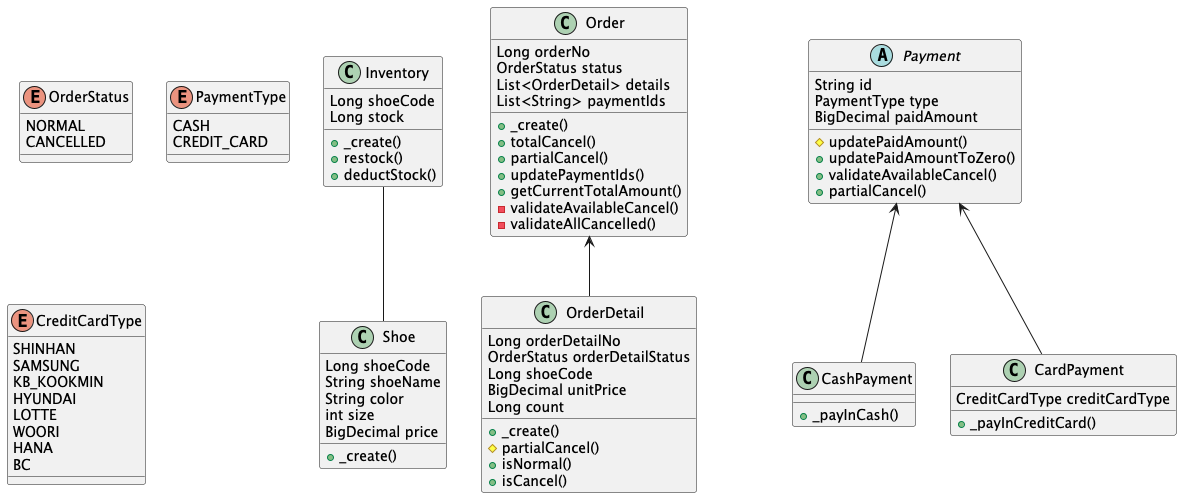 E OrderStatus
NORMAL
CANCELLED
E PaymentType
CASH
CREDIT_CARD
C Inventory
Long shoeCode
Long stock
_create()
restock()
deductStock()
C Order
Long orderNo
OrderStatus status
List<OrderDetail> details
List<String> paymentIds
_create()
totalCancel()
partialCancel()
updatePaymentIds()
getCurrentTotalAmount()
validateAvailableCancel()
validateAllCancelled()
A Payment
String id
PaymentType type
BigDecimal paidAmount
updatePaidAmount()
updatePaidAmountToZero()
validateAvailableCancel()
partialCancel()
E CreditCardType
SHINHAN
SAMSUNG
KB_KOOKMIN
HYUNDAI
LOTTE
WOORI
HANA
BC
C Shoe
Long shoeCode
String shoeName
String color
int size
BigDecimal price
_create()
C OrderDetail
Long orderDetailNo
OrderStatus orderDetailStatus
Long shoeCode
BigDecimal unitPrice
Long count
_create()
partialCancel()
isNormal()
isCancel()
C CashPayment
_payInCash()
C CardPayment
CreditCardType creditCardType
_payInCreditCard()